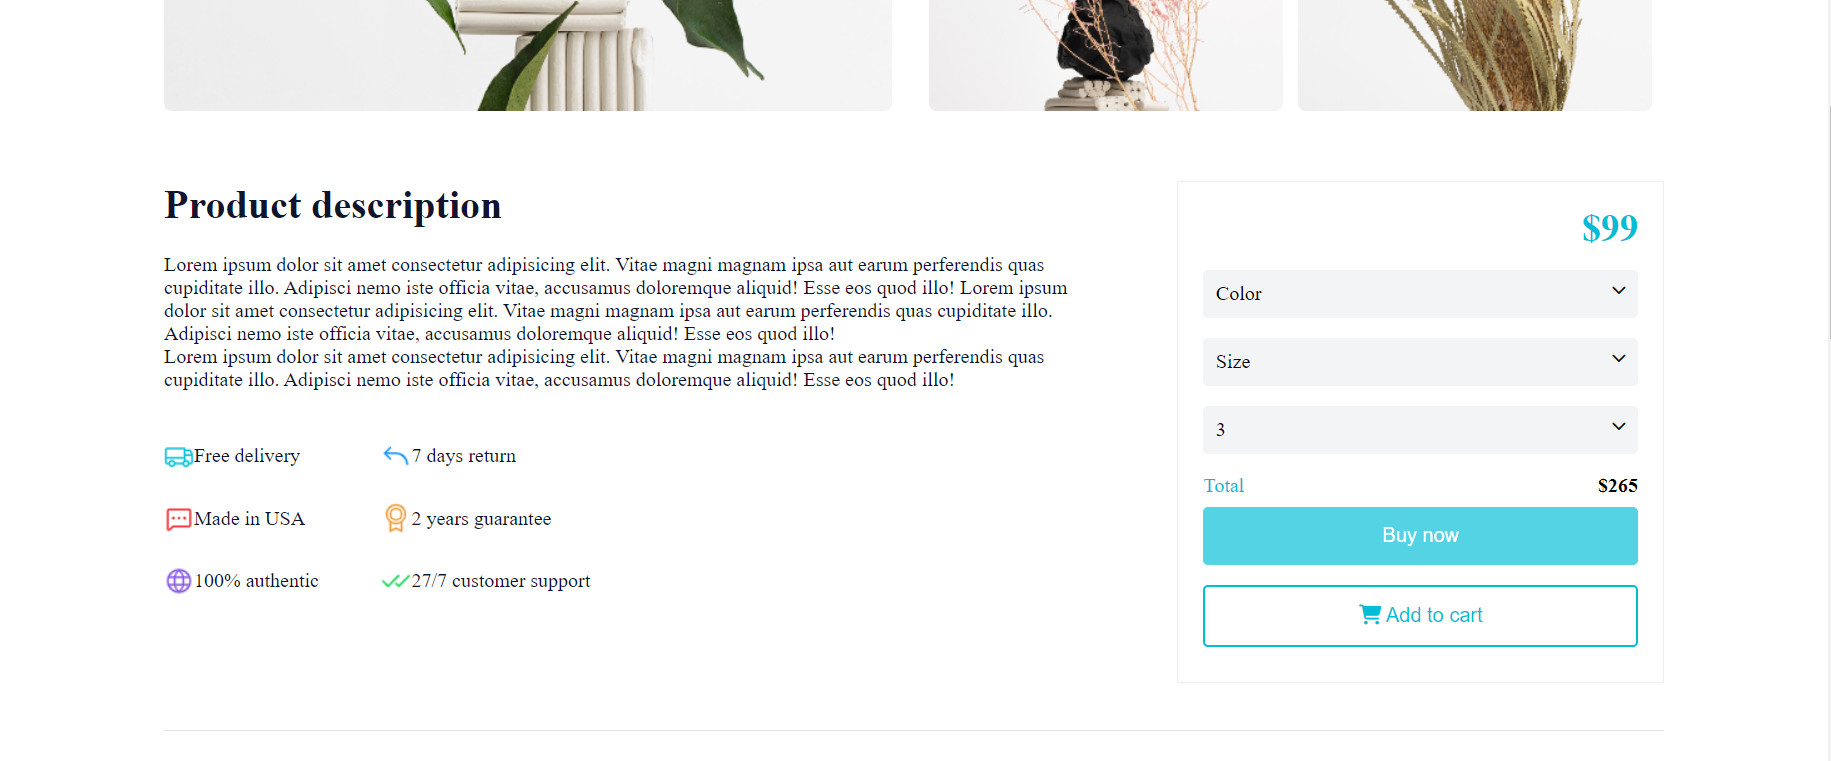 Product description
Lorem ipsum dolor sit amet consectetur adipisicing elit. Vitae magni magnam ipsa aut earum perferendis quas
cupiditate illo. Adipisci nemo iste officia vitae, accusamus doloremque aliquid! Esse eos quod illo! Lorem ipsum
dolor sit amet consectetur adipisicing elit. Vitae magni magnam ipsa aut earum perferendis quas cupiditate illo.
Adipisci nemo iste officia vitae, accusamus doloremque aliquid! Esse eos quod illo!
Lorem ipsum dolor sit amet consectetur adipisicing elit. Vitae magni magnam ipsa aut earum perferendis quas
cupiditate illo. Adipisci nemo iste officia vitae, accusamus doloremque aliquid! Esse eos quod illo!
Free delivery
7 days return
Made in USA
2 years guarantee
100% authentic
27/7 customer support
$99
Color
Size
3
Total $265
Buy now
Add to cart